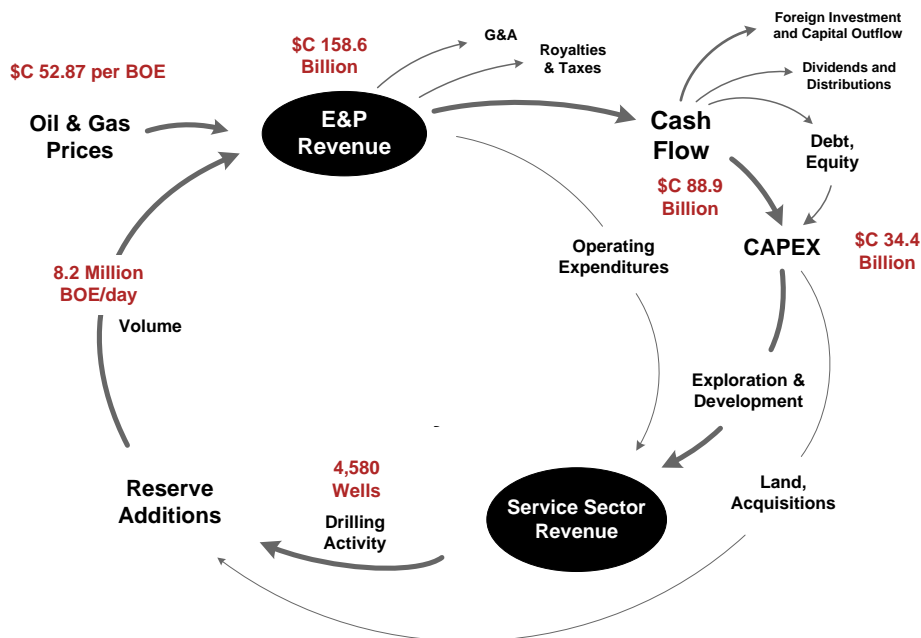 Foreign Investment
and Capital Outflow
$C 158.6
Billion
G&A
Royalties
& Taxes
$C 52.87 per BOE
Dividends and
Distributions
Oil & Gas
Prices
E&P
Revenue
Cash
Flow
Debt,
Equity
$C 88.9
Billion
CAPEX
$C 34.4
Billion
Operating
Expenditures
8.2 Million
BOE/day
Volume
Exploration &
Development
4,580
Wells
Reserve
Additions
Drilling
Activity
Service Sector
Revenue
Land,
Acquisitions